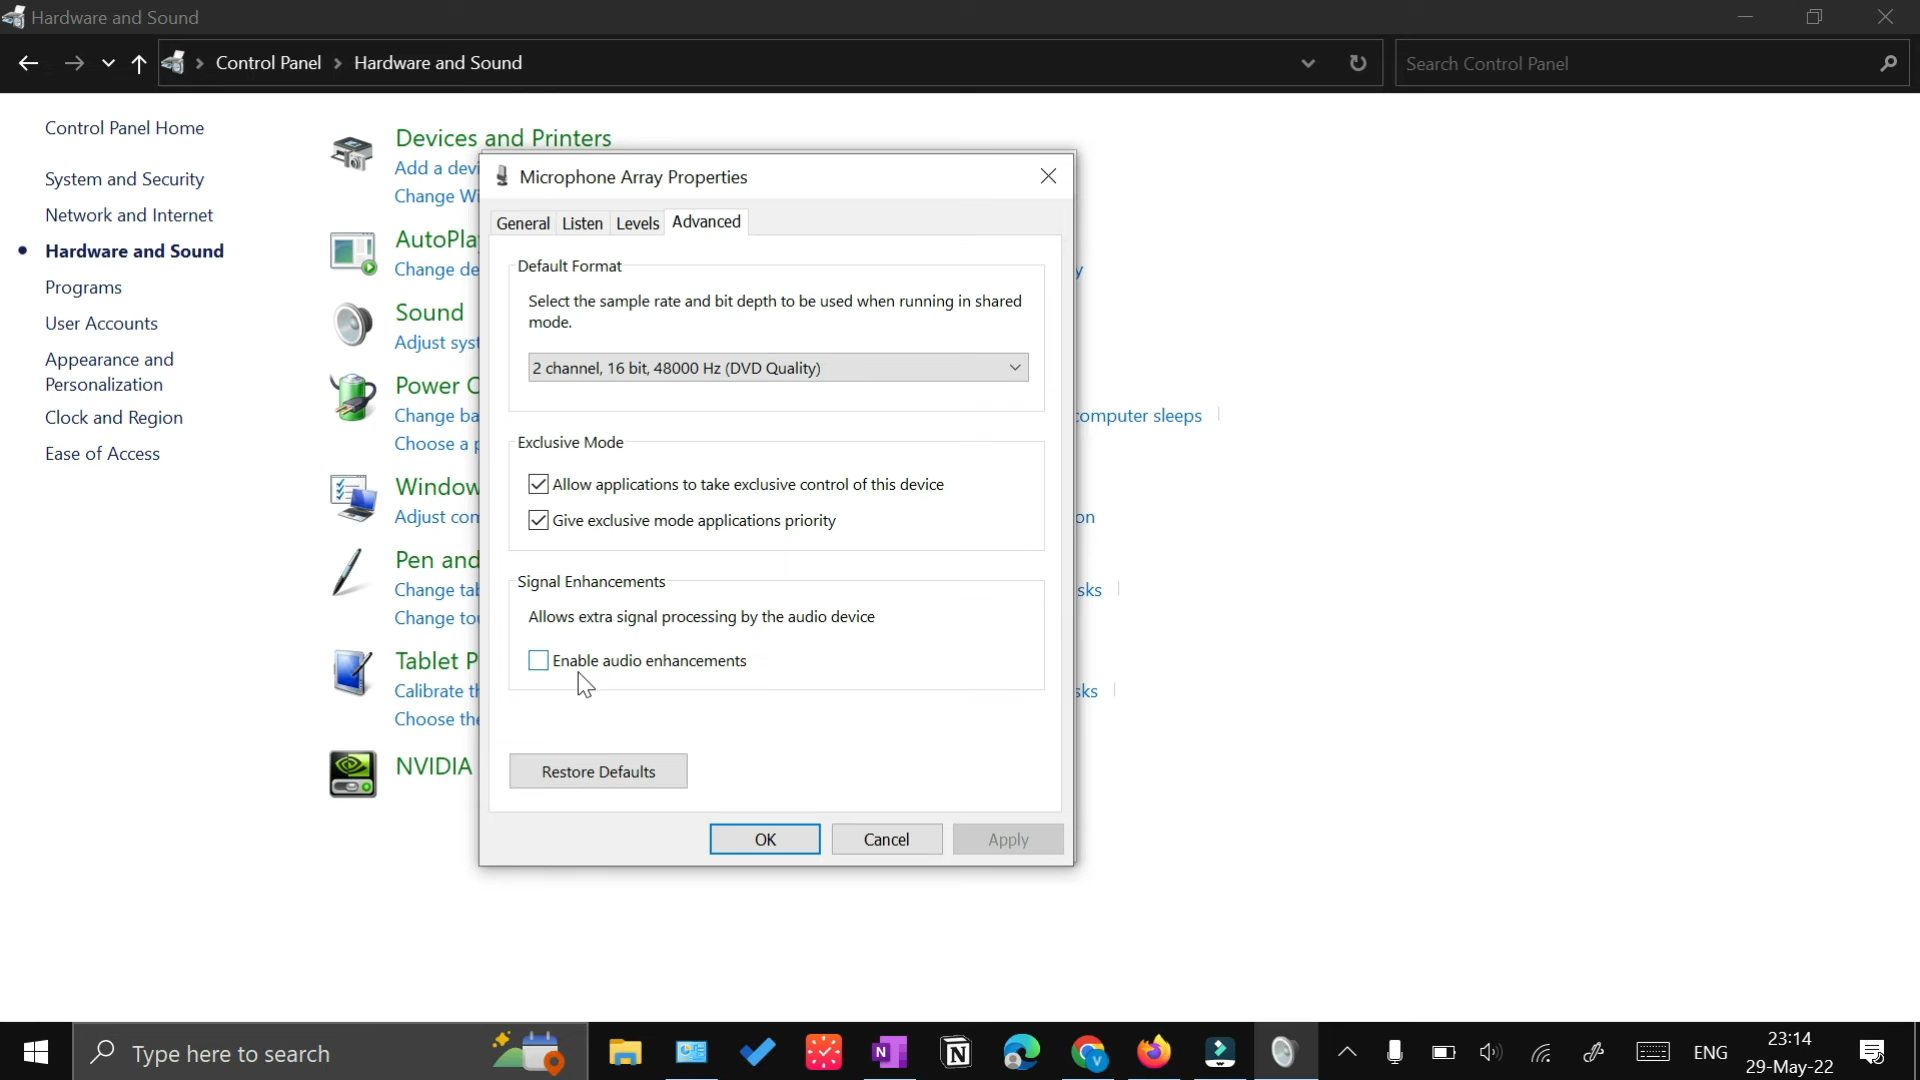 Hardware and Sound
Control Panel
Hardware and Sound
Search Control Panel
Control Panel Home
System and Security
Network and Internet
Hardware and Sound
Programs
User Accounts
Appearance and
Personalization
Clock and Region
Ease of Access
Devices and Printers
Add a devi
Change Wi
AutoPla
Change de
y
Sound
Adjust syst
Power O
Change ba
computer sleeps
Choose a p
Window
Adjust com
on
Pen and
Change tab
sks
Change tou
Tablet P
Calibrate th
sks
Choose the
NVIDIA
Microphone Array Properties
General
Listen
Levels
Advanced
Default Format
Select the sample rate and bit depth to be used when running in shared
mode.
2 channel, 16 bit, 48000 Hz (DVD Quality)
Exclusive Mode
Allow applications to take exclusive control of this device
Give exclusive mode applications priority
Signal Enhancements
Allows extra signal processing by the audio device
Enable audio enhancements
Restore Defaults
OK
Cancel
Apply
Type here to search
N
N
V
ENG
23:14
29-May-22